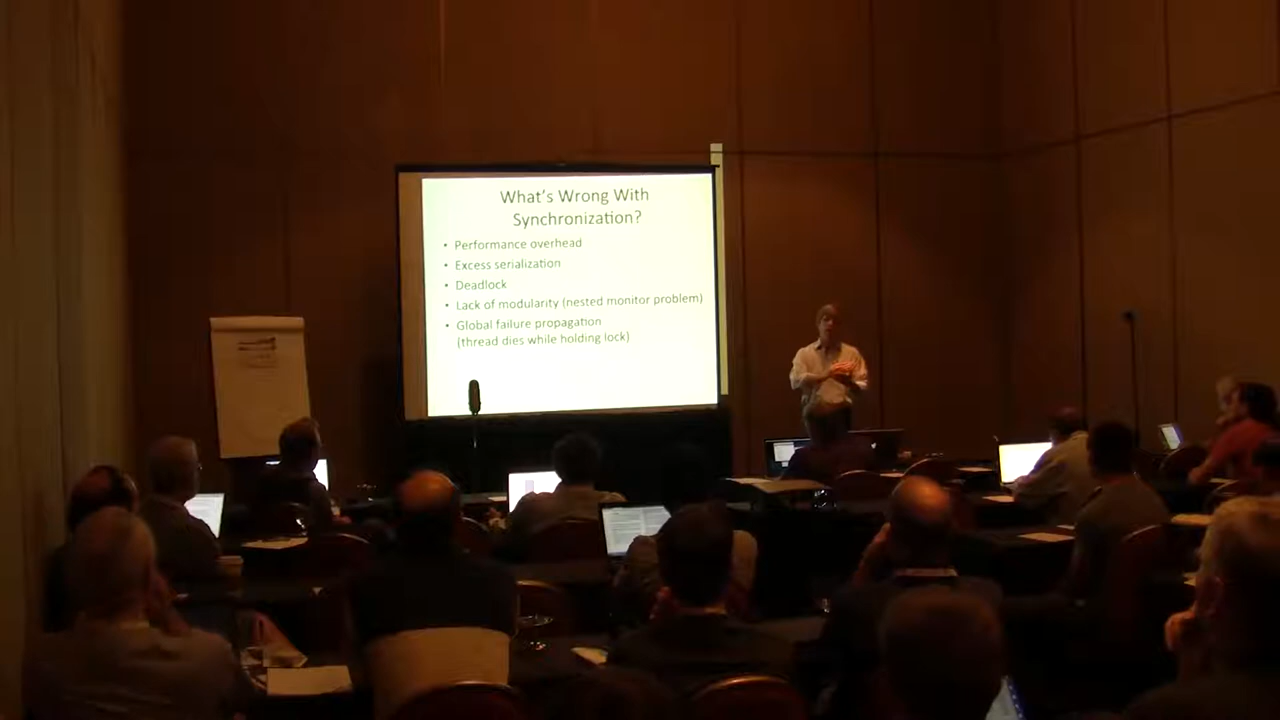 What's Wrong With
Synchronization?
• Performance overhead
• Excess serialization
• Deadlock
• Lack of modularity (nested monitor problem)
• Global failure propagation
(thread dies while holding lock)